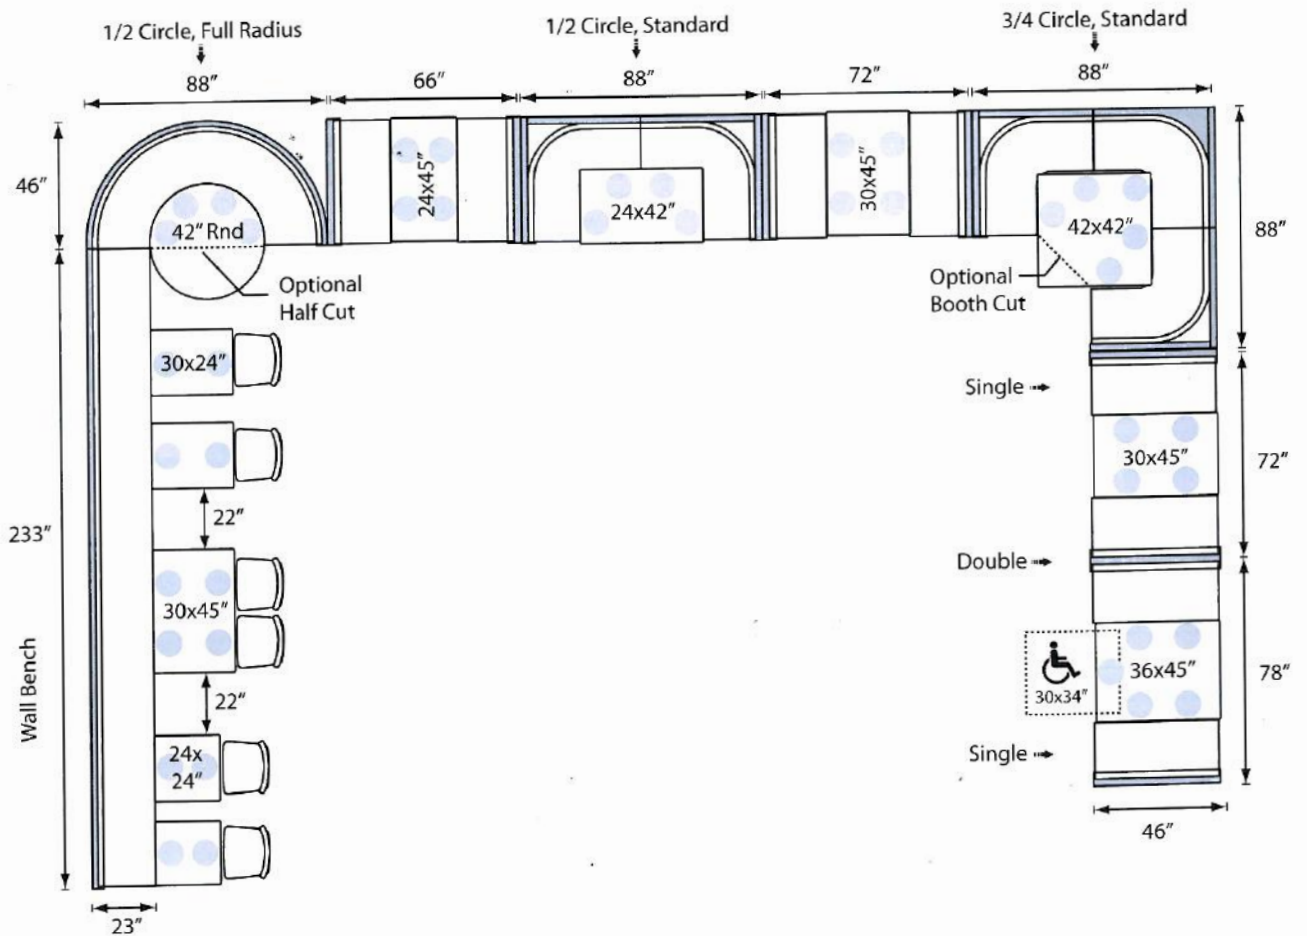 1/2 Circle, Full Radius
1/2 Circle, Standard
3/4 Circle, Standard
88”
66”
88”
72”
88”
46”
42” Rnd
24x45”
24x42”
30x45”
42x42”
88”
Optional
Half Cut
Optional
Booth Cut
30x24”
Single
30x45”
72”
22”
233”
Double
30x45”
Wall Bench
36x45”
78”
30x34”
22”
24x
24”
Single
46”
23”